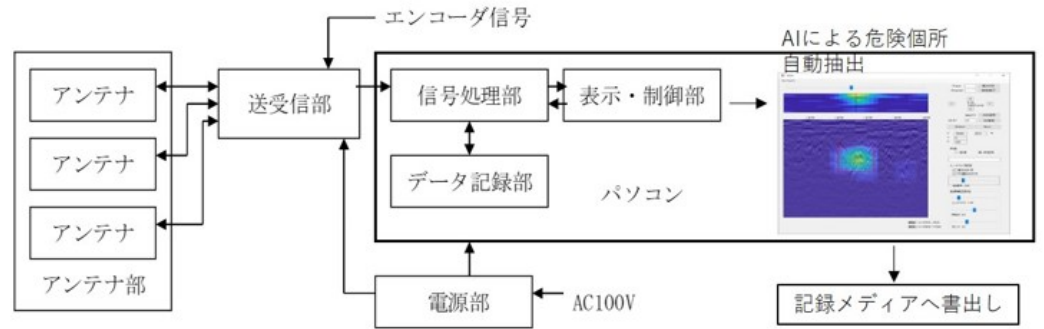 エンコーダ信号
AIによる危険個所
自動抽出
アンテナ
アンテナ
アンテナ
アンテナ部
送受信部
信号処理部
表示・制御部
データ記録部
パソコン
電源部
AC100V
記録メディアへ書出し